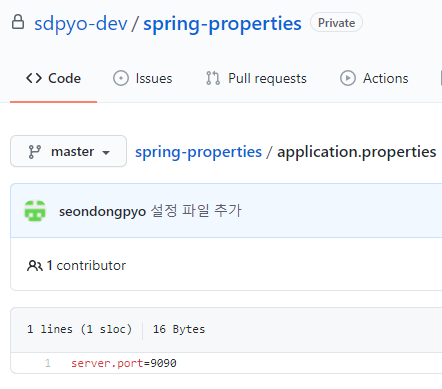 sdpyo-dev / spring-properties Private
Code Issues Pull requests Actions
master spring-properties / application.properties
seondongpyo 설정 파일 추가
1 contributor
1 lines (1 sloc) 16 Bytes
1 server.port=9090